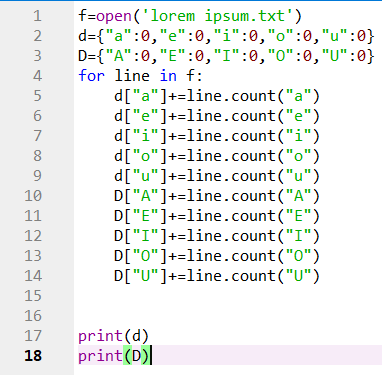 1 f=open('lorem ipsum.txt')
2 d={"a":0,"e":0,"i":0,"o":0,"u":0}
3 D={"A":0,"E":0,"I":0,"O":0,"U":0}
4 for line in f:
5     d["a"]+=line.count("a")
6     d["e"]+=line.count("e")
7     d["i"]+=line.count("i")
8     d["o"]+=line.count("o")
9     d["u"]+=line.count("u")
10     D["A"]+=line.count("A")
11     D["E"]+=line.count("E")
12     D["I"]+=line.count("I")
13     D["O"]+=line.count("O")
14     D["U"]+=line.count("U")
15
16
17 print(d)
18 print(D)